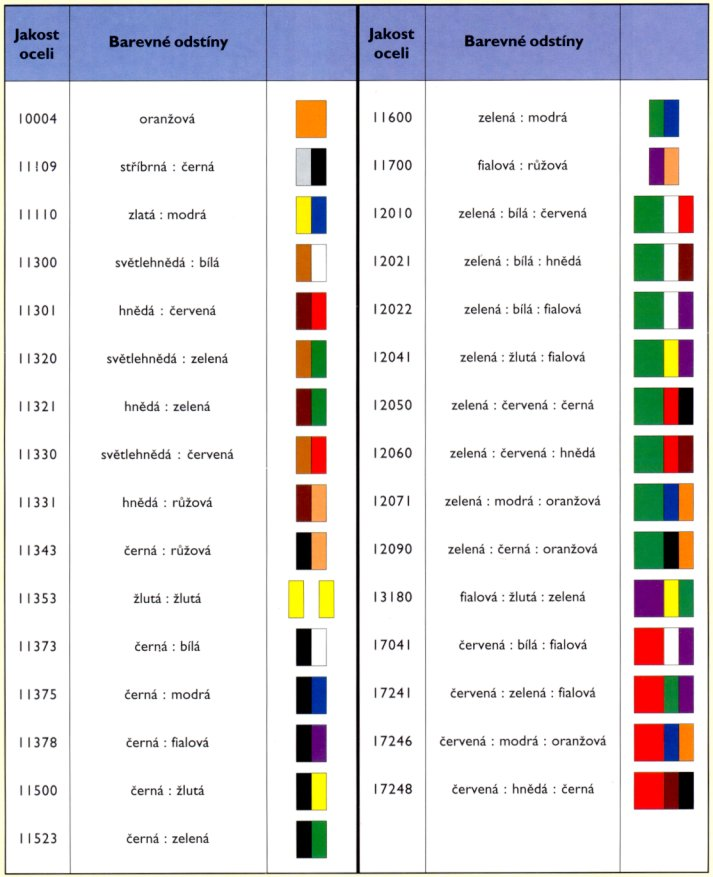 Jakost oceli Barevné odstíny
10004 oranžová
11109 stříbrná : černá
11110 zlatá : modrá
11300 světlehnědá : bílá
11301 hnědá : červená
11320 světlehnědá : zelená
11321 hnědá : zelená
11330 světlehnědá : červená
11331 hnědá : růžová
11343 černá : růžová
11353 žlutá : žlutá
11373 černá : bílá
11375 černá : modrá
11378 černá : fialová
11500 černá : žlutá
11523 černá : zelená
Jakost oceli Barevné odstíny
11600 zelená : modrá
11700 fialová : růžová
12010 zelená : bílá : červená
12021 zelená : bílá : hnědá
12022 zelená : bílá : fialová
12041 zelená : žlutá : fialová
12050 zelená : červená : černá
12060 zelená : červená : hnědá
12071 zelená : modrá : oranžová
12090 zelená : černá : oranžová
13180 fialová : žlutá : zelená
17041 červená : bílá : fialová
17241 červená : zelená : fialová
17246 červená : modrá : oranžová
17248 červená : hnědá : černá